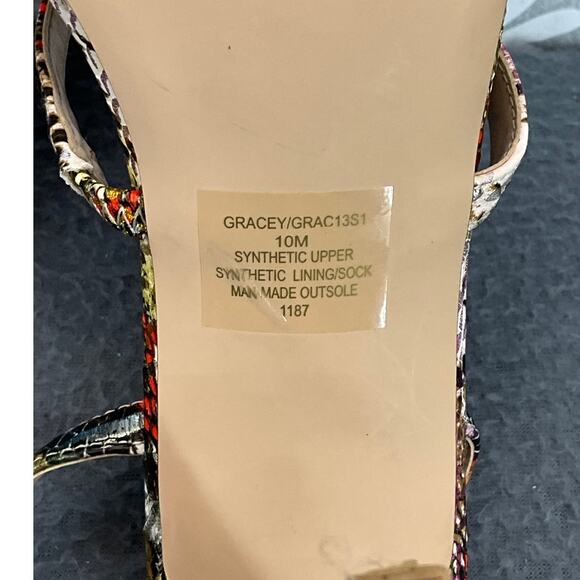 GRACEY/GRAC13S1
10M
SYNTHETIC UPPER
SYNTHETIC LINING/SOCK
MAN MADE OUTSOLE
1187